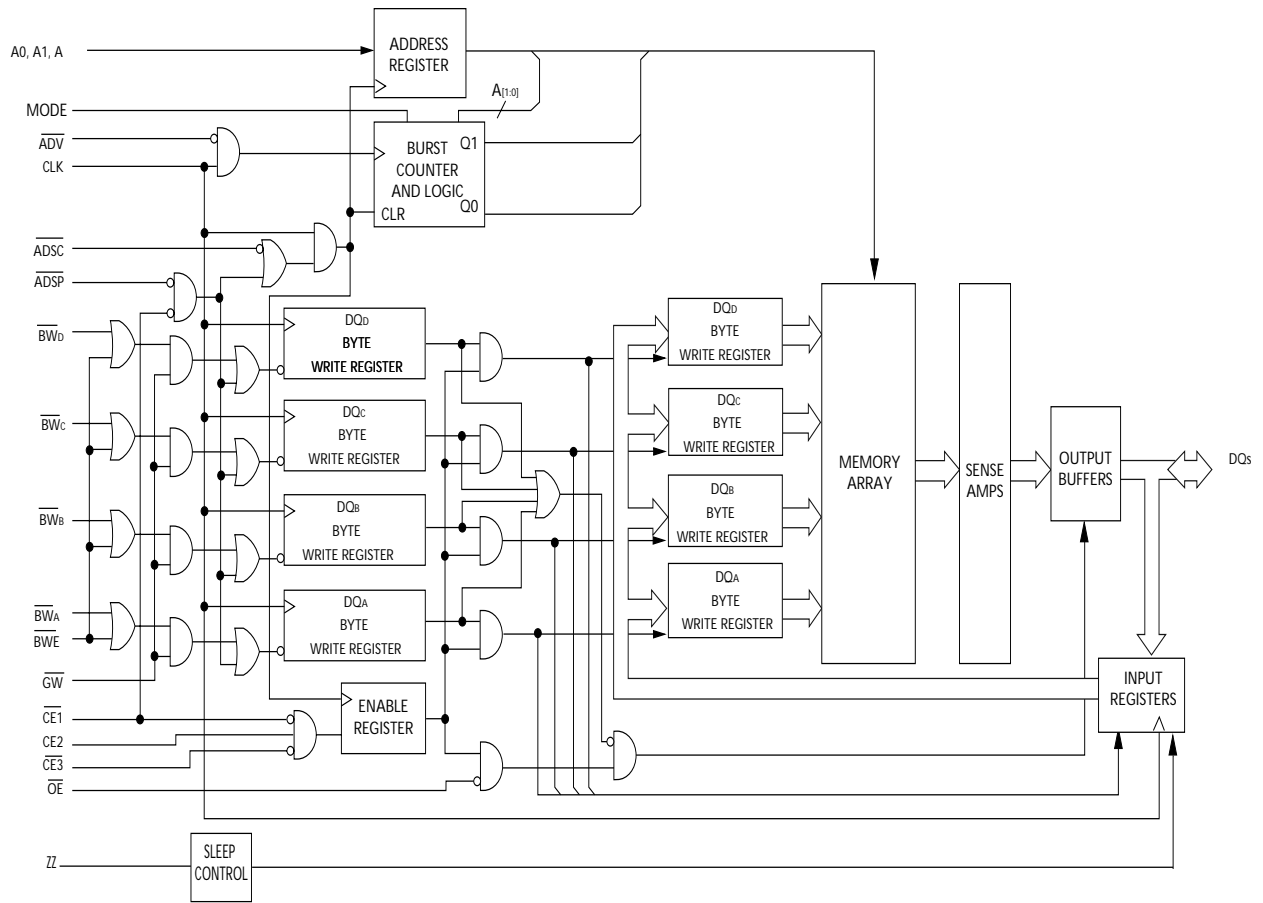 A0, A1, A
ADDRESS
REGISTER
MODE
A[1:0]
ADV
CLK
BURST
COUNTER
AND LOGIC
Q1
Q0
CLR
ADSC
ADSP
BWD
DQD
BYTE
WRITE REGISTER
BWC
DQC
BYTE
WRITE REGISTER
BWB
DQB
BYTE
WRITE REGISTER
BWA
BWE
DQA
BYTE
WRITE REGISTER
GW
CE1
CE2
CE3
OE
ENABLE
REGISTER
DQD
BYTE
WRITE REGISTER
DQC
BYTE
WRITE REGISTER
DQB
BYTE
WRITE REGISTER
DQA
BYTE
WRITE REGISTER
MEMORY
ARRAY
SENSE
AMPS
OUTPUT
BUFFERS
DQs
INPUT
REGISTERS
ZZ
SLEEP
CONTROL